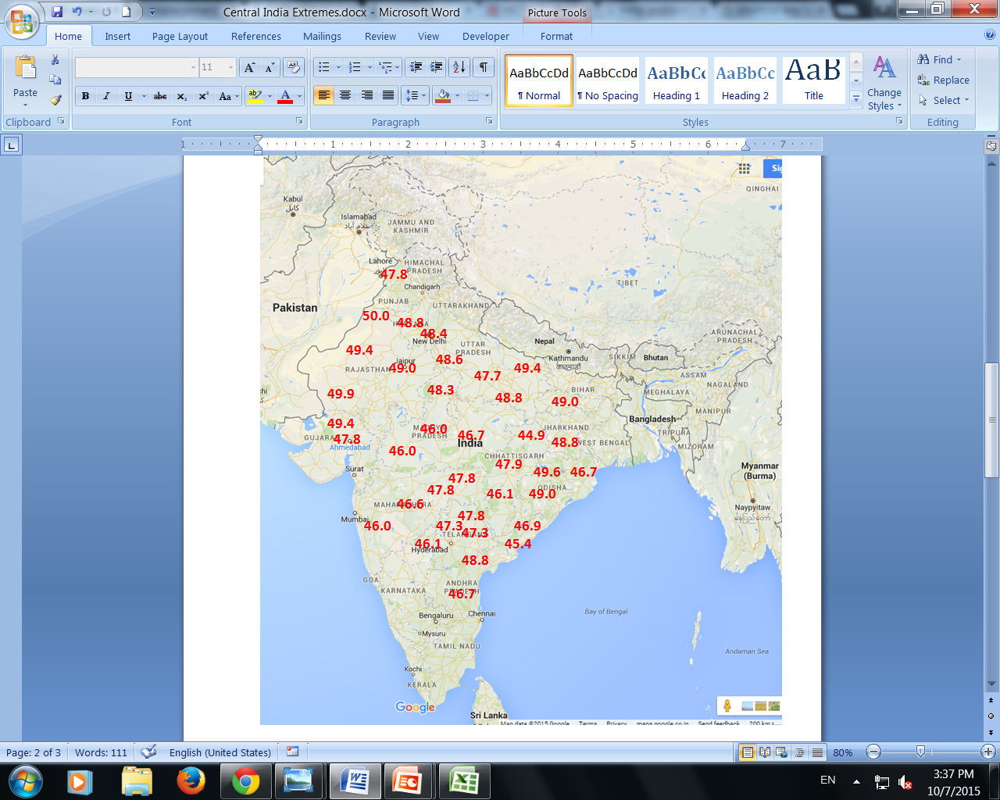 Central India Extremes.docx - Microsoft Word
Picture Tools
Home Insert Page Layout References Mailings Review View Developer Format
Paste
11
Clipboard
B I U abc x₂ x² Aa
Font
Paragraph
AaBbCcDd AaBbCcDd AaBbCc AaBbCc AaB
¶ Normal ¶ No Spacing Heading 1 Heading 2 Title
Change
Styles
Styles
Find
Replace
Select
Editing
1 1 2 3 4 5 6 7
QINGHAI
Kabul
کابل
Islamabad
اسلام آباد
JAMMU AND
KASHMIR
Lahore
HIMACHAL
PRADESH
47.8
TIBET
Chandigarh
PUNJAB
Pakistan
UTTARAKHAND
50.0
48.8
48.4
New Delhi
ARUNACHAL
PRADESH
UTTAR
PRADESH
Nepal
49.4
Kathmandu
काठमाडौं
SIKKIM
Bhutan
48.6
Jaipur
RAJASTHAN
49.0
49.4
47.7
ASSAM
NAGALAND
49.9
48.3
48.8
BIHAR
49.0
MEGHALAYA
MANIPUR
Bangladesh
49.4
46.0
PRADESH
46.7
44.9
JHARKHAND
TRIPURA
GUJARAT
47.8
India
48.8
WEST BENGAL
MIZORAM
Ahmedabad
46.0
CHHATTISGARH
47.9
Surat
49.6
46.7
Myanmar
(Burma)
47.8
47.8
46.1
ODISHA
49.0
46.6
Naypyitaw
နေပြည်တော်
Mumbai
47.8
46.0
47.3
46.9
47.3
46.1
45.4
Hyderabad
48.8
GOA
KARNATAKA
ANDHRA
PRADESH
46.7
Bengaluru
Chennai
Bay of Bengal
Mysuru
TAMIL NADU
Andaman Sea
Kochi
KERALA
Google
Sri Lanka
Map data ©2015 Google Terms Privacy maps.google.co.in Send feedback 200 km
Page: 2 of 3 Words: 111 English (United States) 80%
EN
3:37 PM
10/7/2015